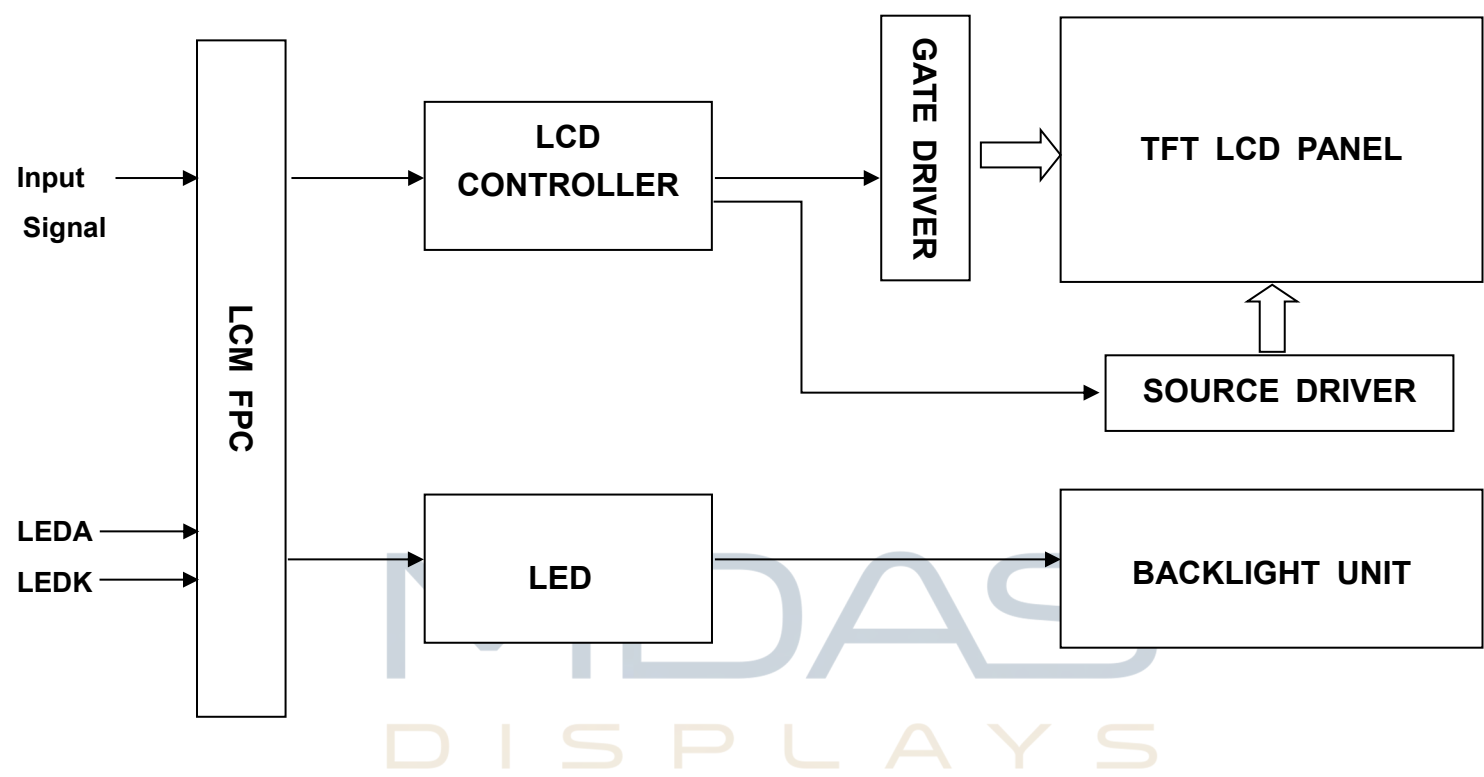 Input
Signal
LEDA
LEDK
LCM FPC
LCD
CONTROLLER
GATE DRIVER
TFT LCD PANEL
SOURCE DRIVER
LED
BACKLIGHT UNIT
MIDAS
DISPLAYS